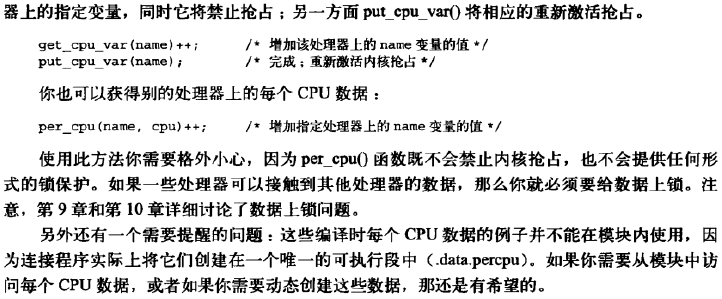 器上的指定变量，同时它将禁止抢占；另一方面 put_cpu_var() 将相应的重新激活抢占。
get_cpu_var(name)++; /* 增加该处理器上的 name 变量的值 */
put_cpu_var(name); /* 完成；重新激活内核抢占 */
你也可以获得别的处理器上的每个 CPU 数据：
per_cpu(name, cpu)++; /* 增加指定处理器上的 name 变量的值 */
使用此方法你需要格外小心，因为 per_cpu() 函数既不会禁止内核抢占，也不会提供任何形
式的锁保护。如果一些处理器可以接触到其他处理器的数据，那么你就必须要给数据上锁。注
意，第 9 章和第 10 章详细讨论了数据上锁问题。
另外还有一个需要提醒的问题：这些编译时每个 CPU 数据的例子并不能在模块内使用，因
为连接程序实际上将它们创建在一个唯一的可执行段中（.data.percpu）。如果你需要从模块中访
问每个 CPU 数据，或者如果你需要动态创建这些数据，那还是有希望的。